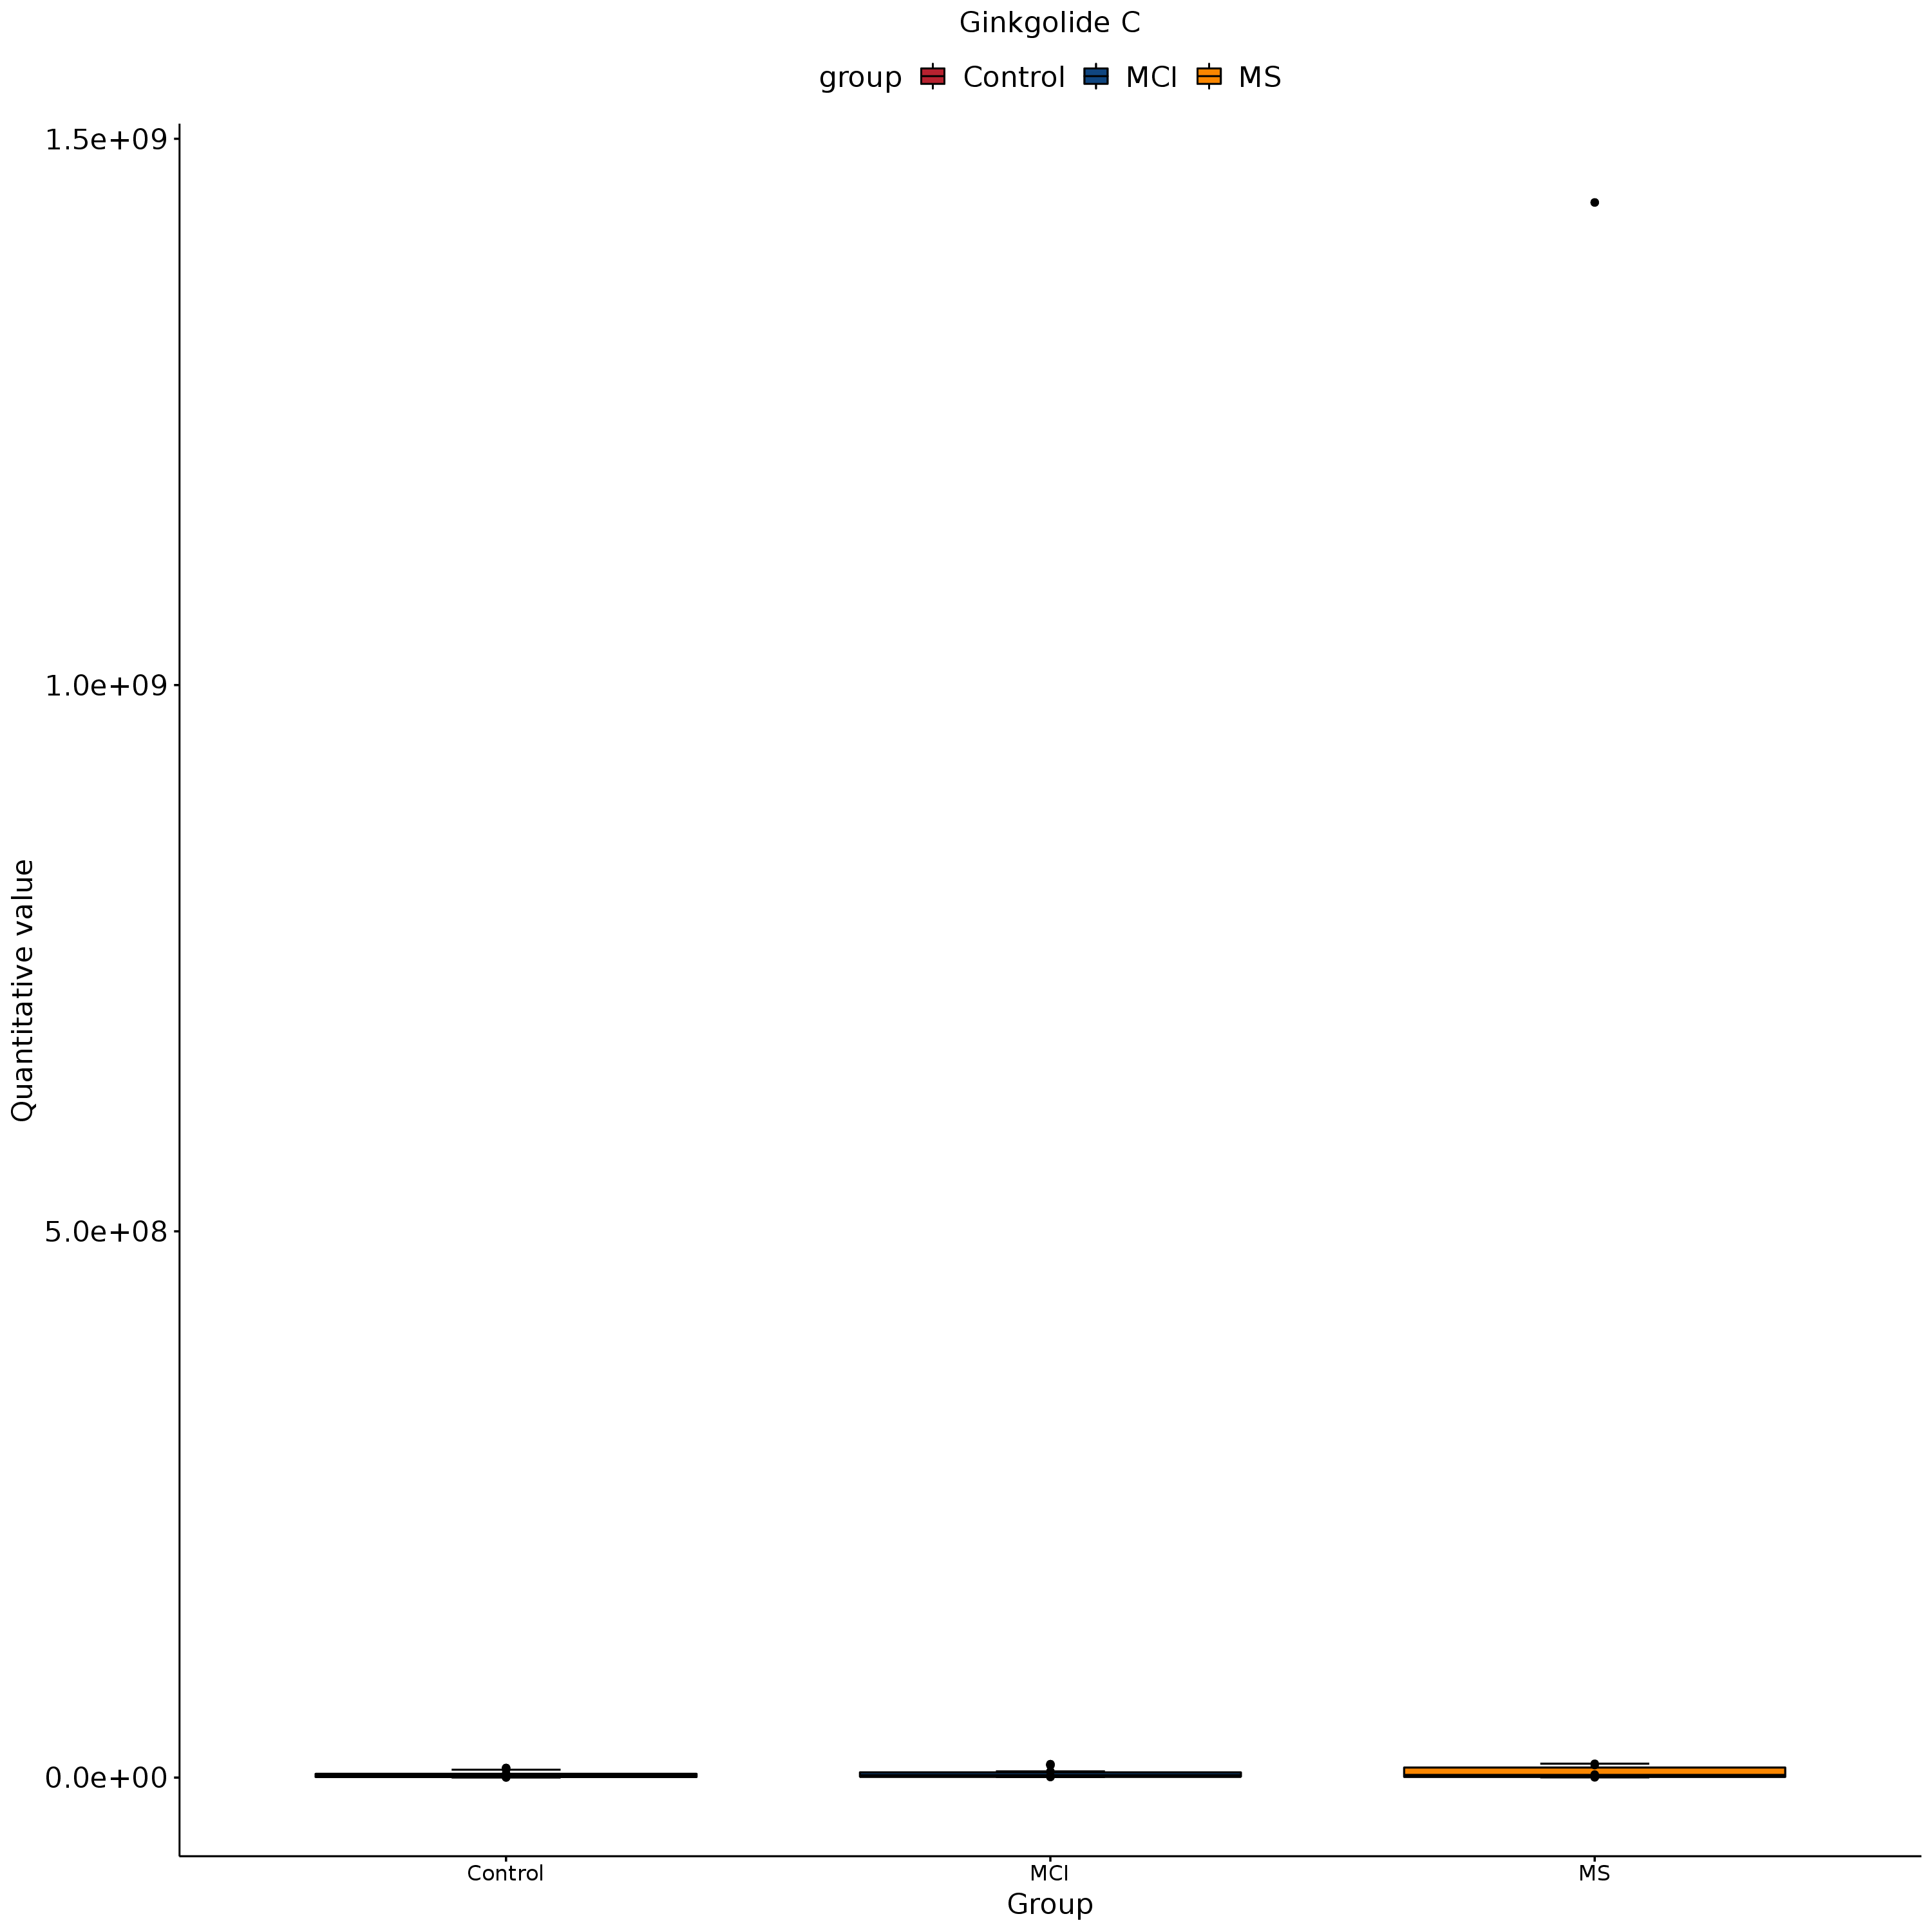 Ginkgolide C
group Control MCI MS
1.5e+09
1.0e+09
5.0e+08
0.0e+00
Quantitative value
Control MCI MS
Group